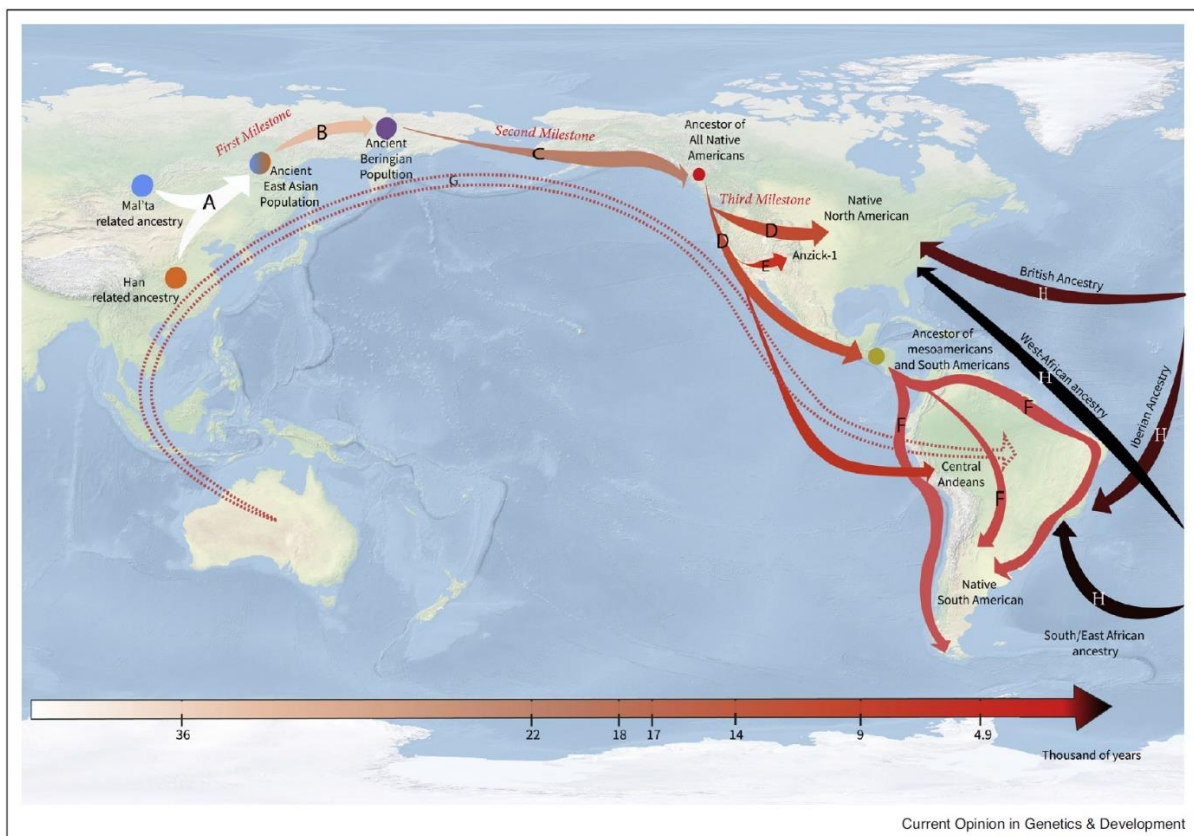 First Milestone
B
Ancient
Beringian
Popultion
Second Milestone
C
Ancestor of
All Native
Americans
Mal'ta
related ancestry
A
Ancient
East Asian
Population
G
Third Milestone
D
D
Native
North American
E
Anzick-1
Han
related ancestry
British Ancestry
H
West-African ancestry
H
Iberian Ancestry
H
Ancestor of
mesoamericans
and South Americans
F
F
F
Central
Andeans
Native
South American
H
South/East African
ancestry
36
22
18
17
14
9
4.9
Thousand of years
Current Opinion in Genetics & Development